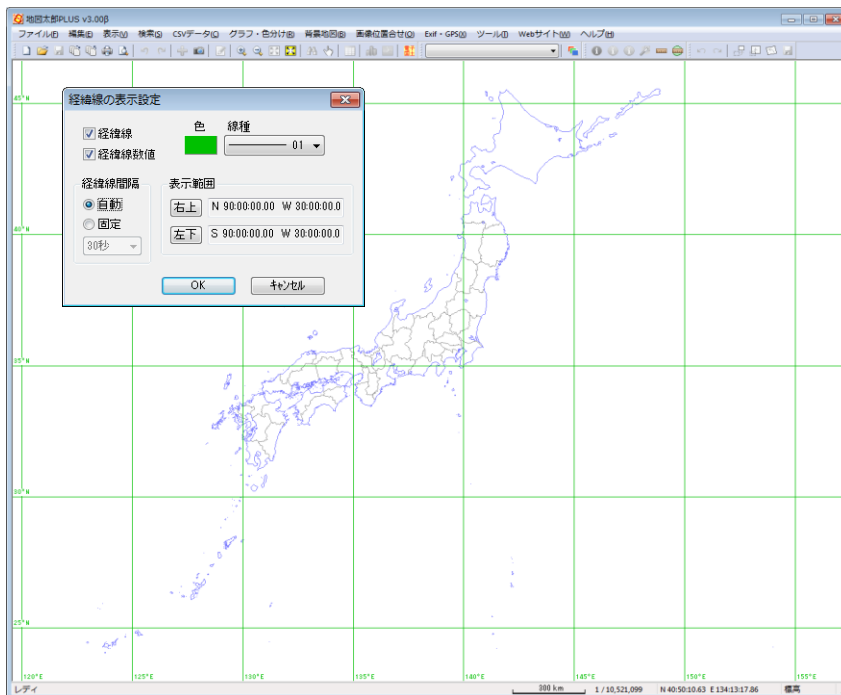 地図太郎PLUS v3.00β
ファイル(F) 編集(E) 表示(V) 検索(S) CSVデータ(C) グラフ・色分け(B) 背景地図(B) 画像位置合せ(Q) Exif・GPS(X) ツール(T) Webサイト(W) ヘルプ(H)
45°N
経緯線の表示設定
経緯線
経緯線数値
色
線種
01
経緯線間隔
自動
固定
30秒
表示範囲
右上 N 90:00:00.00 W 30:00:00.0
左下 S 90:00:00.00 W 30:00:00.0
OK
キャンセル
40°N
35°N
30°N
25°N
120°E 125°E 130°E 135°E 140°E 145°E 150°E 155°E
レディ
300 km
1 / 10,521,099
N 40:50:10.63 E 134:13:17.86
標高